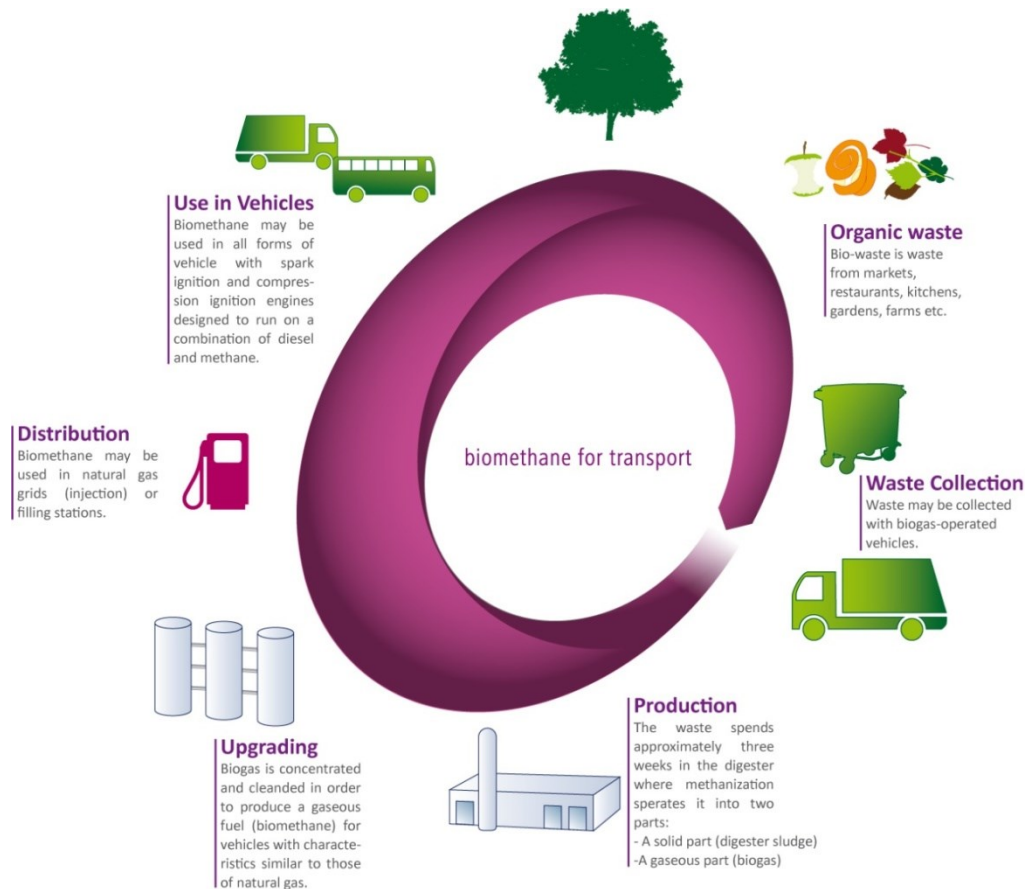 Use in Vehicles
Biomethane may be
used in all forms of
vehicle with spark
ignition and compres-
sion ignition engines
designed to run on a
combination of diesel
and methane.
Organic waste
Bio-waste is waste
from markets,
restaurants, kitchens,
gardens, farms etc.
Distribution
Biomethane may be
used in natural gas
grids (injection) or
filling stations.
biomethane for transport
Waste Collection
Waste may be collected
with biogas-operated
vehicles.
Upgrading
Biogas is concentrated
and cleanded in order
to produce a gaseous
fuel (biomethane) for
vehicles with characte-
ristics similar to those
of natural gas.
Production
The waste spends
approximately three
weeks in the digester
where methanization
sperates it into two
parts:
- A solid part (digester sludge)
-A gaseous part (biogas)